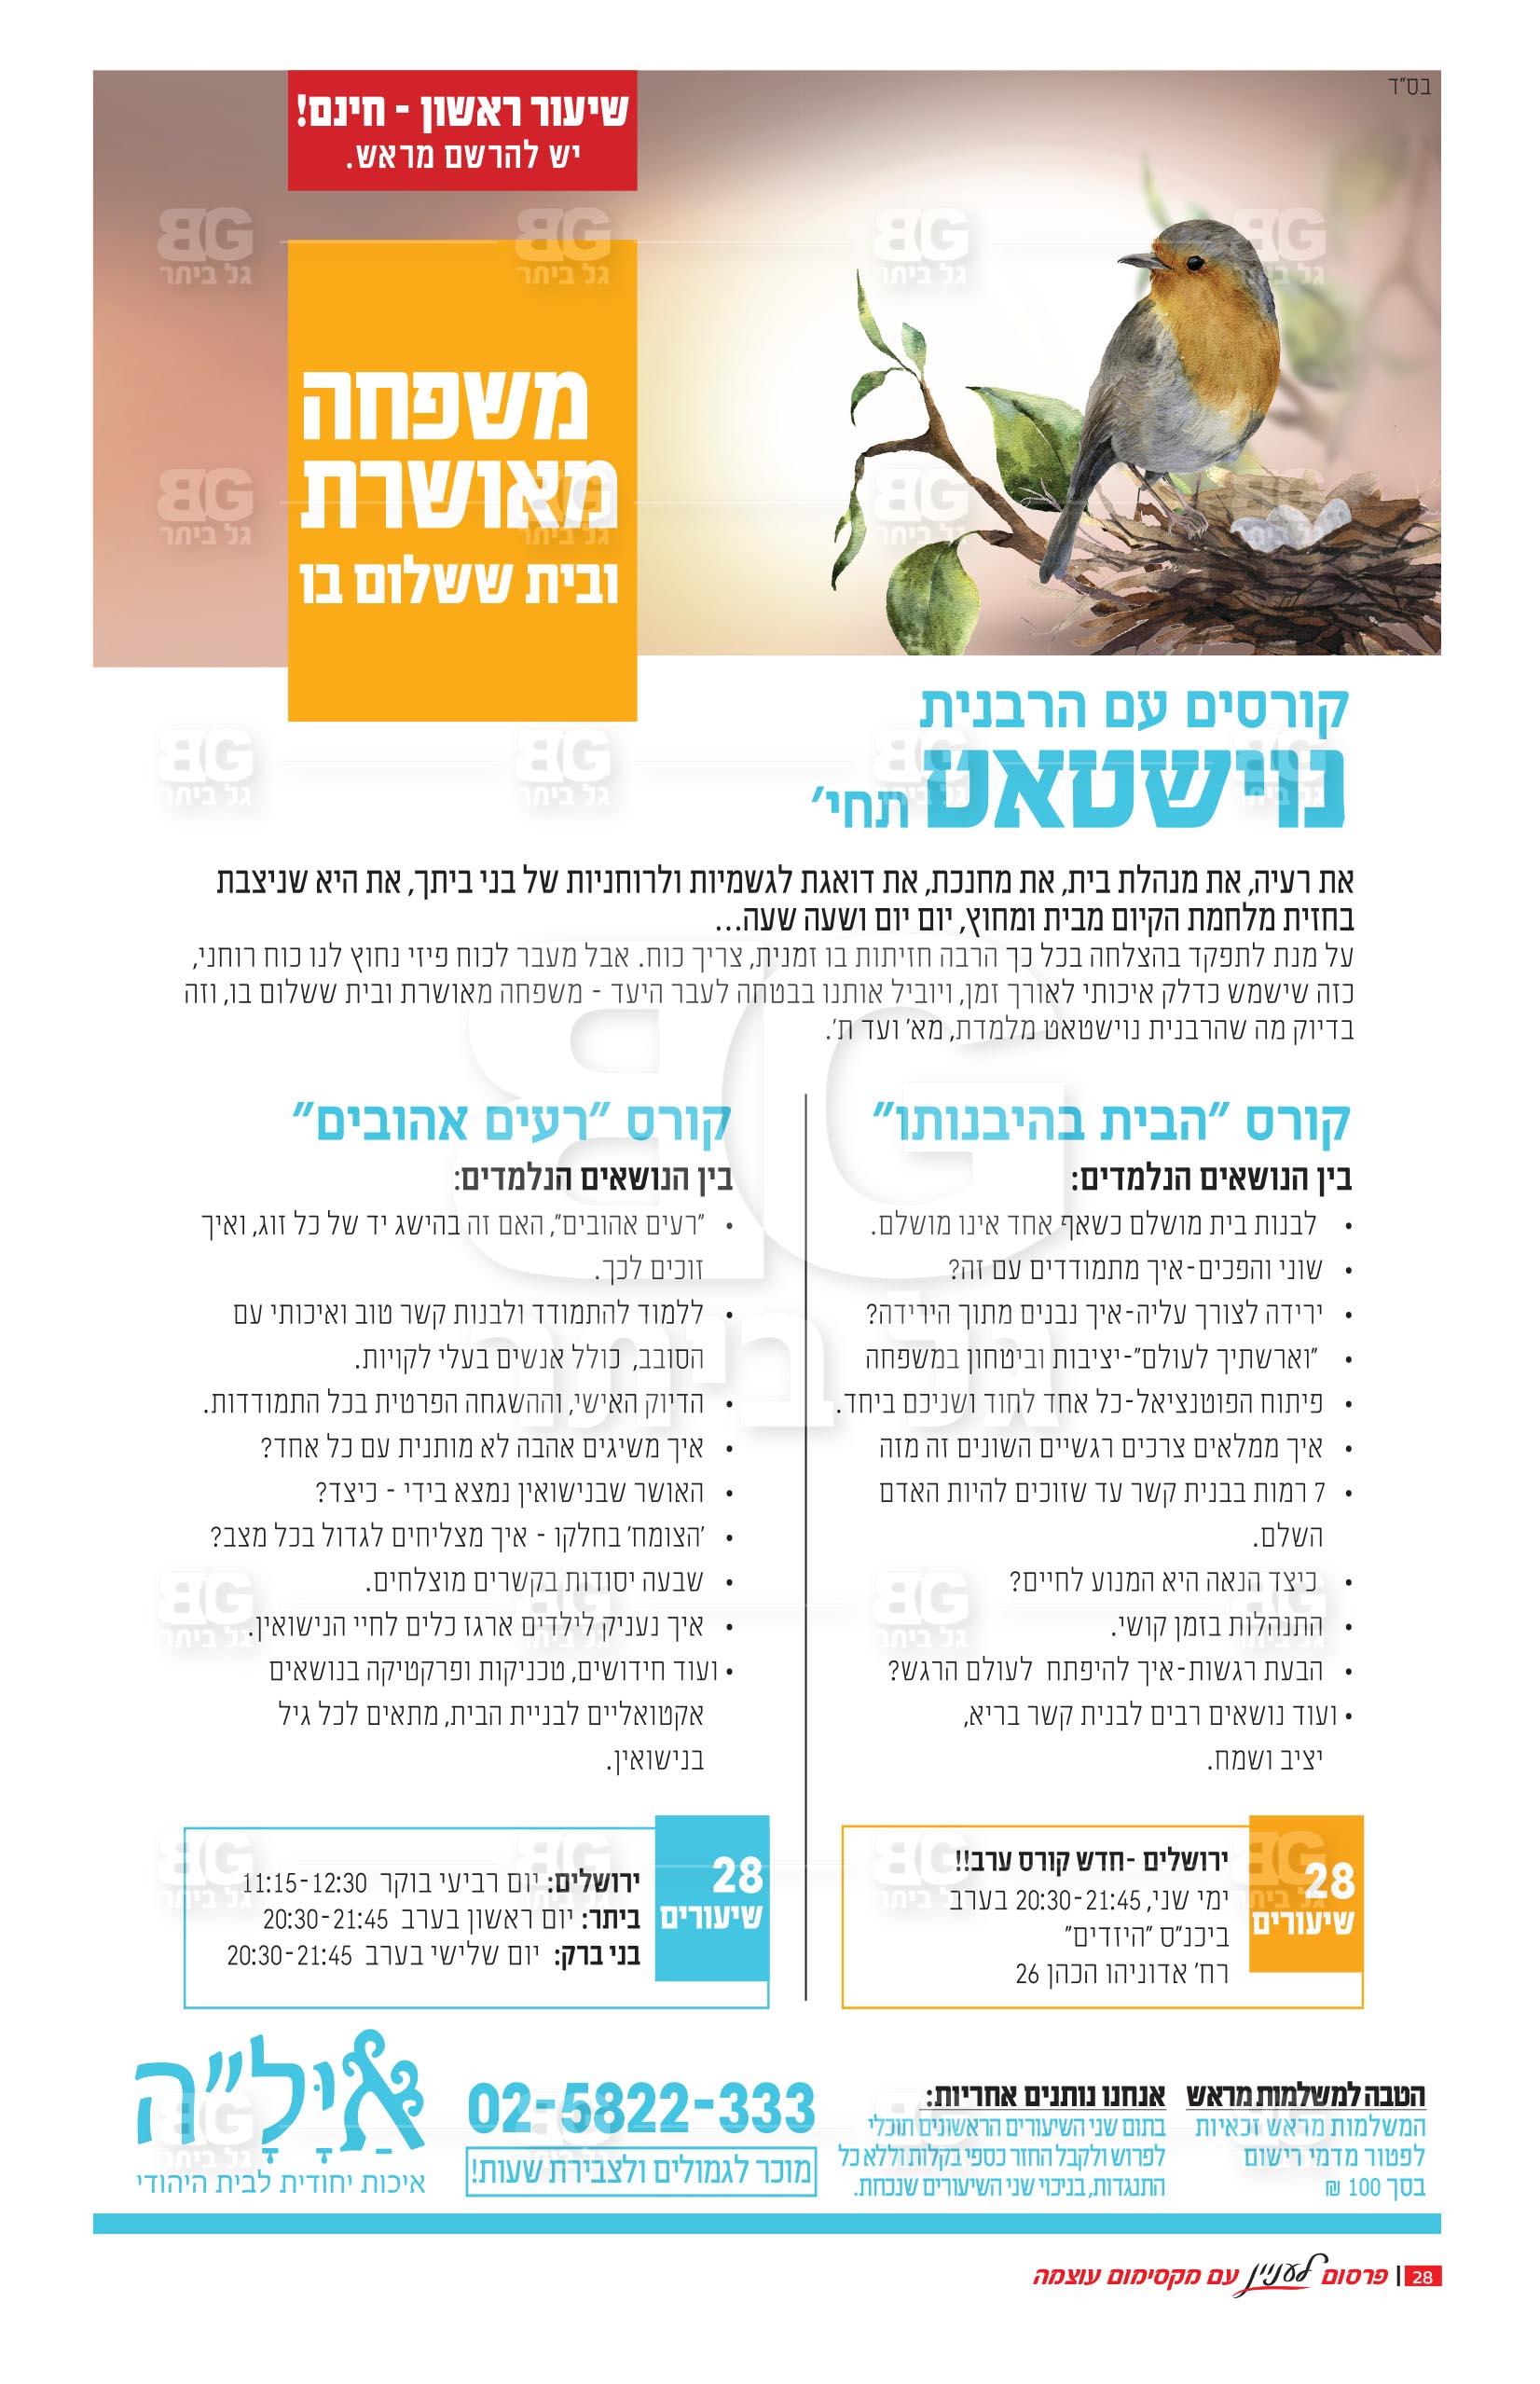 בס"ד
שיעור ראשון - חינם!
יש להרשם מראש.
משפחה
מאושרת
ובית ששלום בו
קורסים עם הרבנית
נוישטאט תחי'
את רעיה, את מנהלת בית, את מחנכת, את דואגת לגשמיות ולרוחניות של בני ביתך, את היא שניצבת
בחזית מלחמת הקיום מבית ומחוץ, יום יום ושעה שעה...
על מנת לתפקד בהצלחה בכל כך הרבה חזיתות בו זמנית, צריך כוח. אבל מעבר לכוח פיזי נחוץ לנו כוח רוחני,
כזה שישמש כדלק איכותי לאורך זמן, ויוביל אותנו בבטחה לעבר היעד - משפחה מאושרת ובית ששלום בו, וזה
בדיוק מה שהרבנית נוישטאט מלמדת, מא' ועד ת'.
קורס "הבית בהיבנותו"
בין הנושאים הנלמדים:
• לבנות בית מושלם כשאף אחד אינו מושלם.
• שוני והפכים-איך מתמודדים עם זה?
• ירידה לצורך עליה-איך נבנים מתוך הירידה?
• "וארשתיך לעולם"-יציבות וביטחון במשפחה
• פיתוח הפוטנציאל-כל אחד לחוד ושניכם ביחד.
• איך ממלאים צרכים רגשיים השונים זה מזה
• 7 רמות בבנית קשר עד שזוכים להיות האדם
השלם.
• כיצד הנאה היא המנוע לחיים?
• התנהלות בזמן קושי.
• הבעת רגשות-איך להיפתח לעולם הרגש?
• ועוד נושאים רבים לבנית קשר בריא,
יציב ושמח.
28
שיעורים
ירושלים -חדש קורס ערב!!
ימי שני, 20:30-21:45 בערב
ביכנ"ס "היזדים"
רח' אדוניהו הכהן 26
קורס "רעים אהובים"
בין הנושאים הנלמדים:
• "רעים אהובים", האם זה בהישג יד של כל זוג, ואיך
זוכים לכך.
• ללמוד להתמודד ולבנות קשר טוב ואיכותי עם
הסובב, כולל אנשים בעלי לקויות.
• הדיוק האישי, וההשגחה הפרטית בכל התמודדות.
• איך משיגים אהבה לא מותנית עם כל אחד?
• האושר שבנישואין נמצא בידי - כיצד?
• 'הצומח' בחלקו - איך מצליחים לגדול בכל מצב?
• שבעה יסודות בקשרים מוצלחים.
• איך נעניק לילדים ארגז כלים לחיי הנישואין.
• ועוד חידושים, טכניקות ופרקטיקה בנושאים
אקטואליים לבניית הבית, מתאים לכל גיל
בנישואין.
28
שיעורים
ירושלים: יום רביעי בוקר 11:15-12:30
ביתר: יום ראשון בערב 20:30-21:45
בני ברק: יום שלישי בערב 20:30-21:45
הטבה למשלמות מראש
המשלמות מראש זכאיות
לפטור מדמי רישום
בסך 100 ₪
אנחנו נותנים אחריות:
בתום שני השיעורים הראשונים תוכלי
לפרוש ולקבל החזר כספי בקלות וללא כל
התנגדות, בניכוי שני השיעורים שנכחת.
02-5822-333
מוכר לגמולים ולצבירת שעות!
אַיָּלָ"ה
איכות יחודית לבית היהודי
28 | פרסום לעניין עם מקסימום עוצמה
BG
גל ביתר